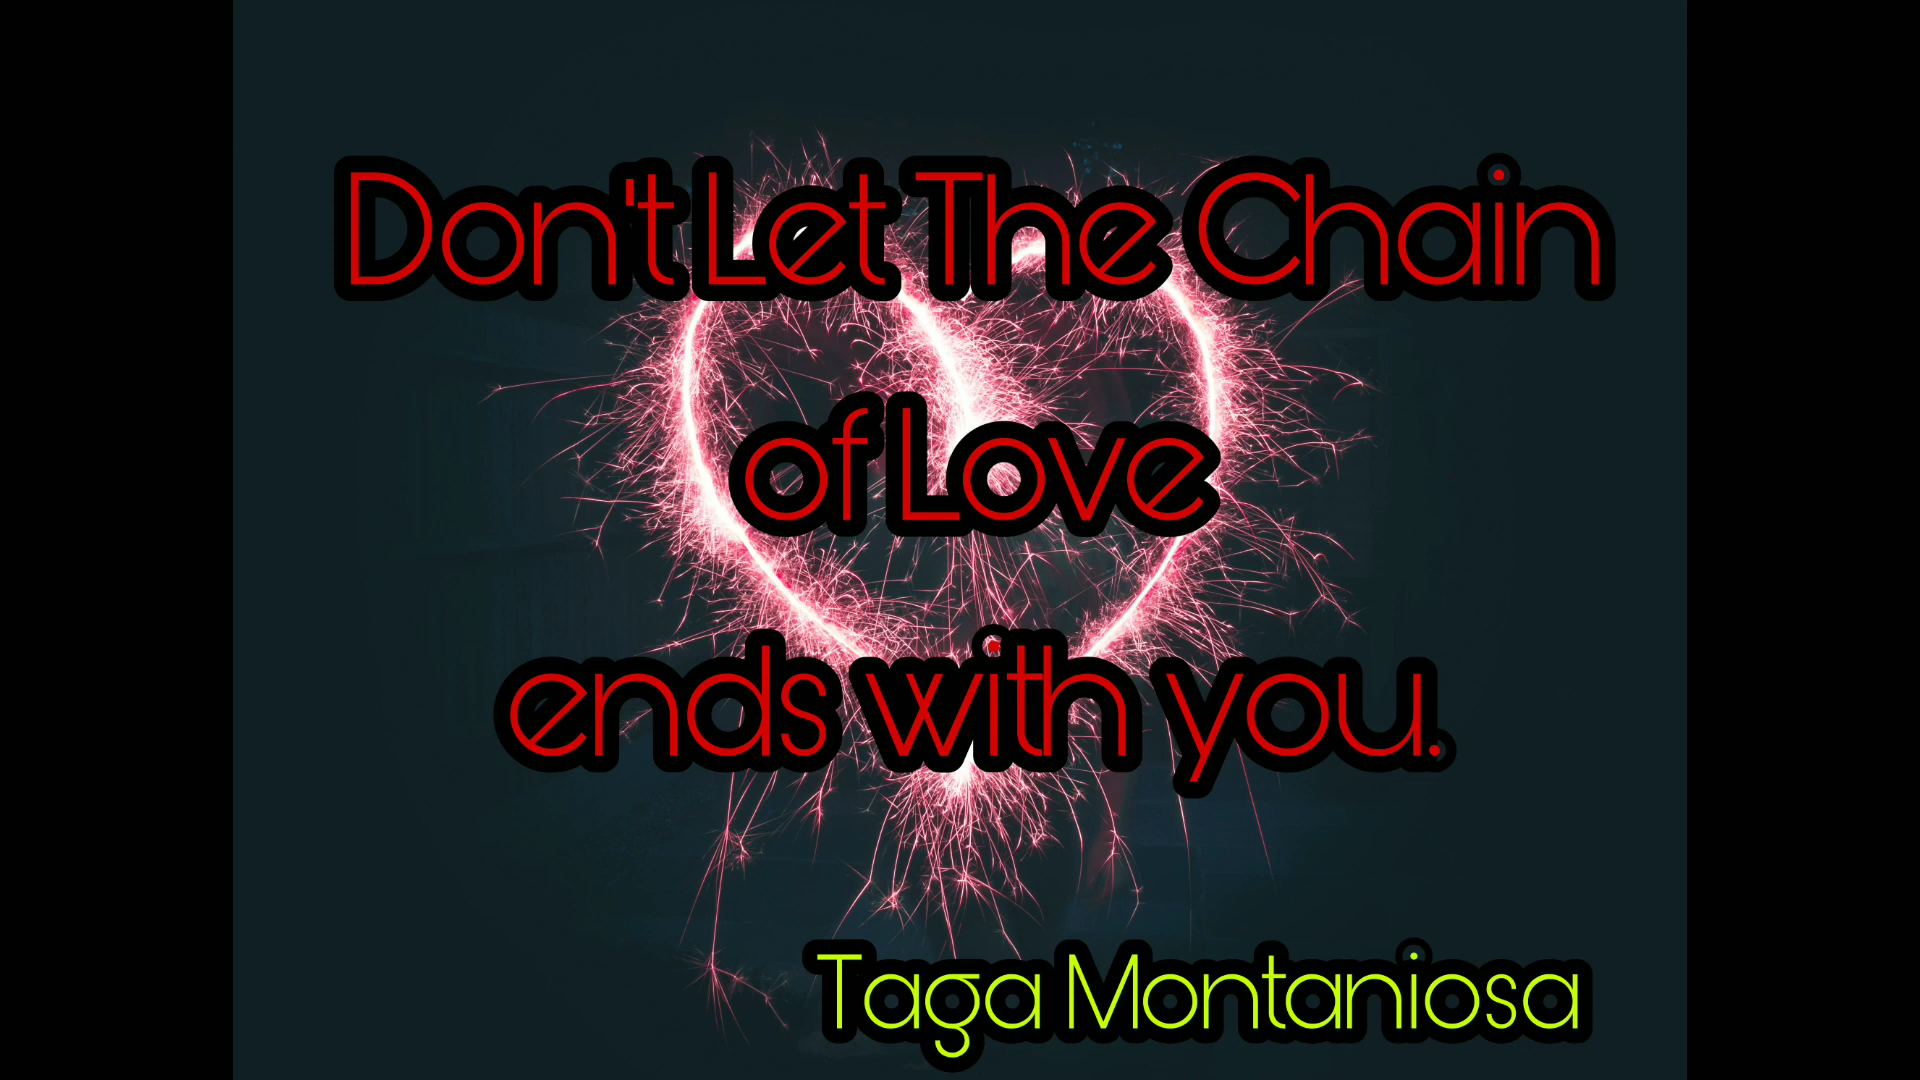 Don't Let The Chain
of Love
ends with you.
Taga Montaniosa